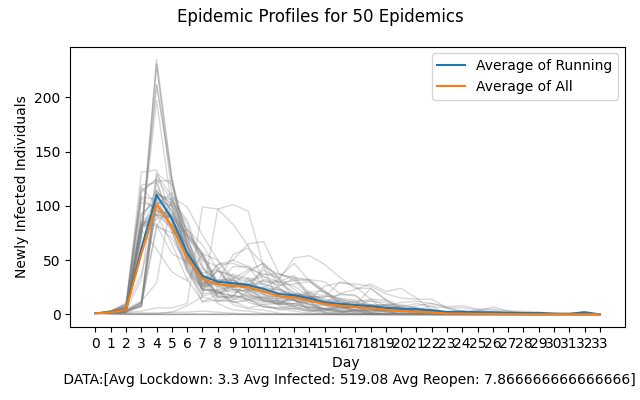 Epidemic Profiles for 50 Epidemics
Average of Running
Average of All
200
150
100
50
0
Newly Infected Individuals
0 1 2 3 4 5 6 7 8 9 10 11 12 13 14 15 16 17 18 19 20 21 22 23 24 25 26 27 28 29 30 31 32 33
Day
DATA:[Avg Lockdown: 3.3 Avg Infected: 519.08 Avg Reopen: 7.866666666666666]